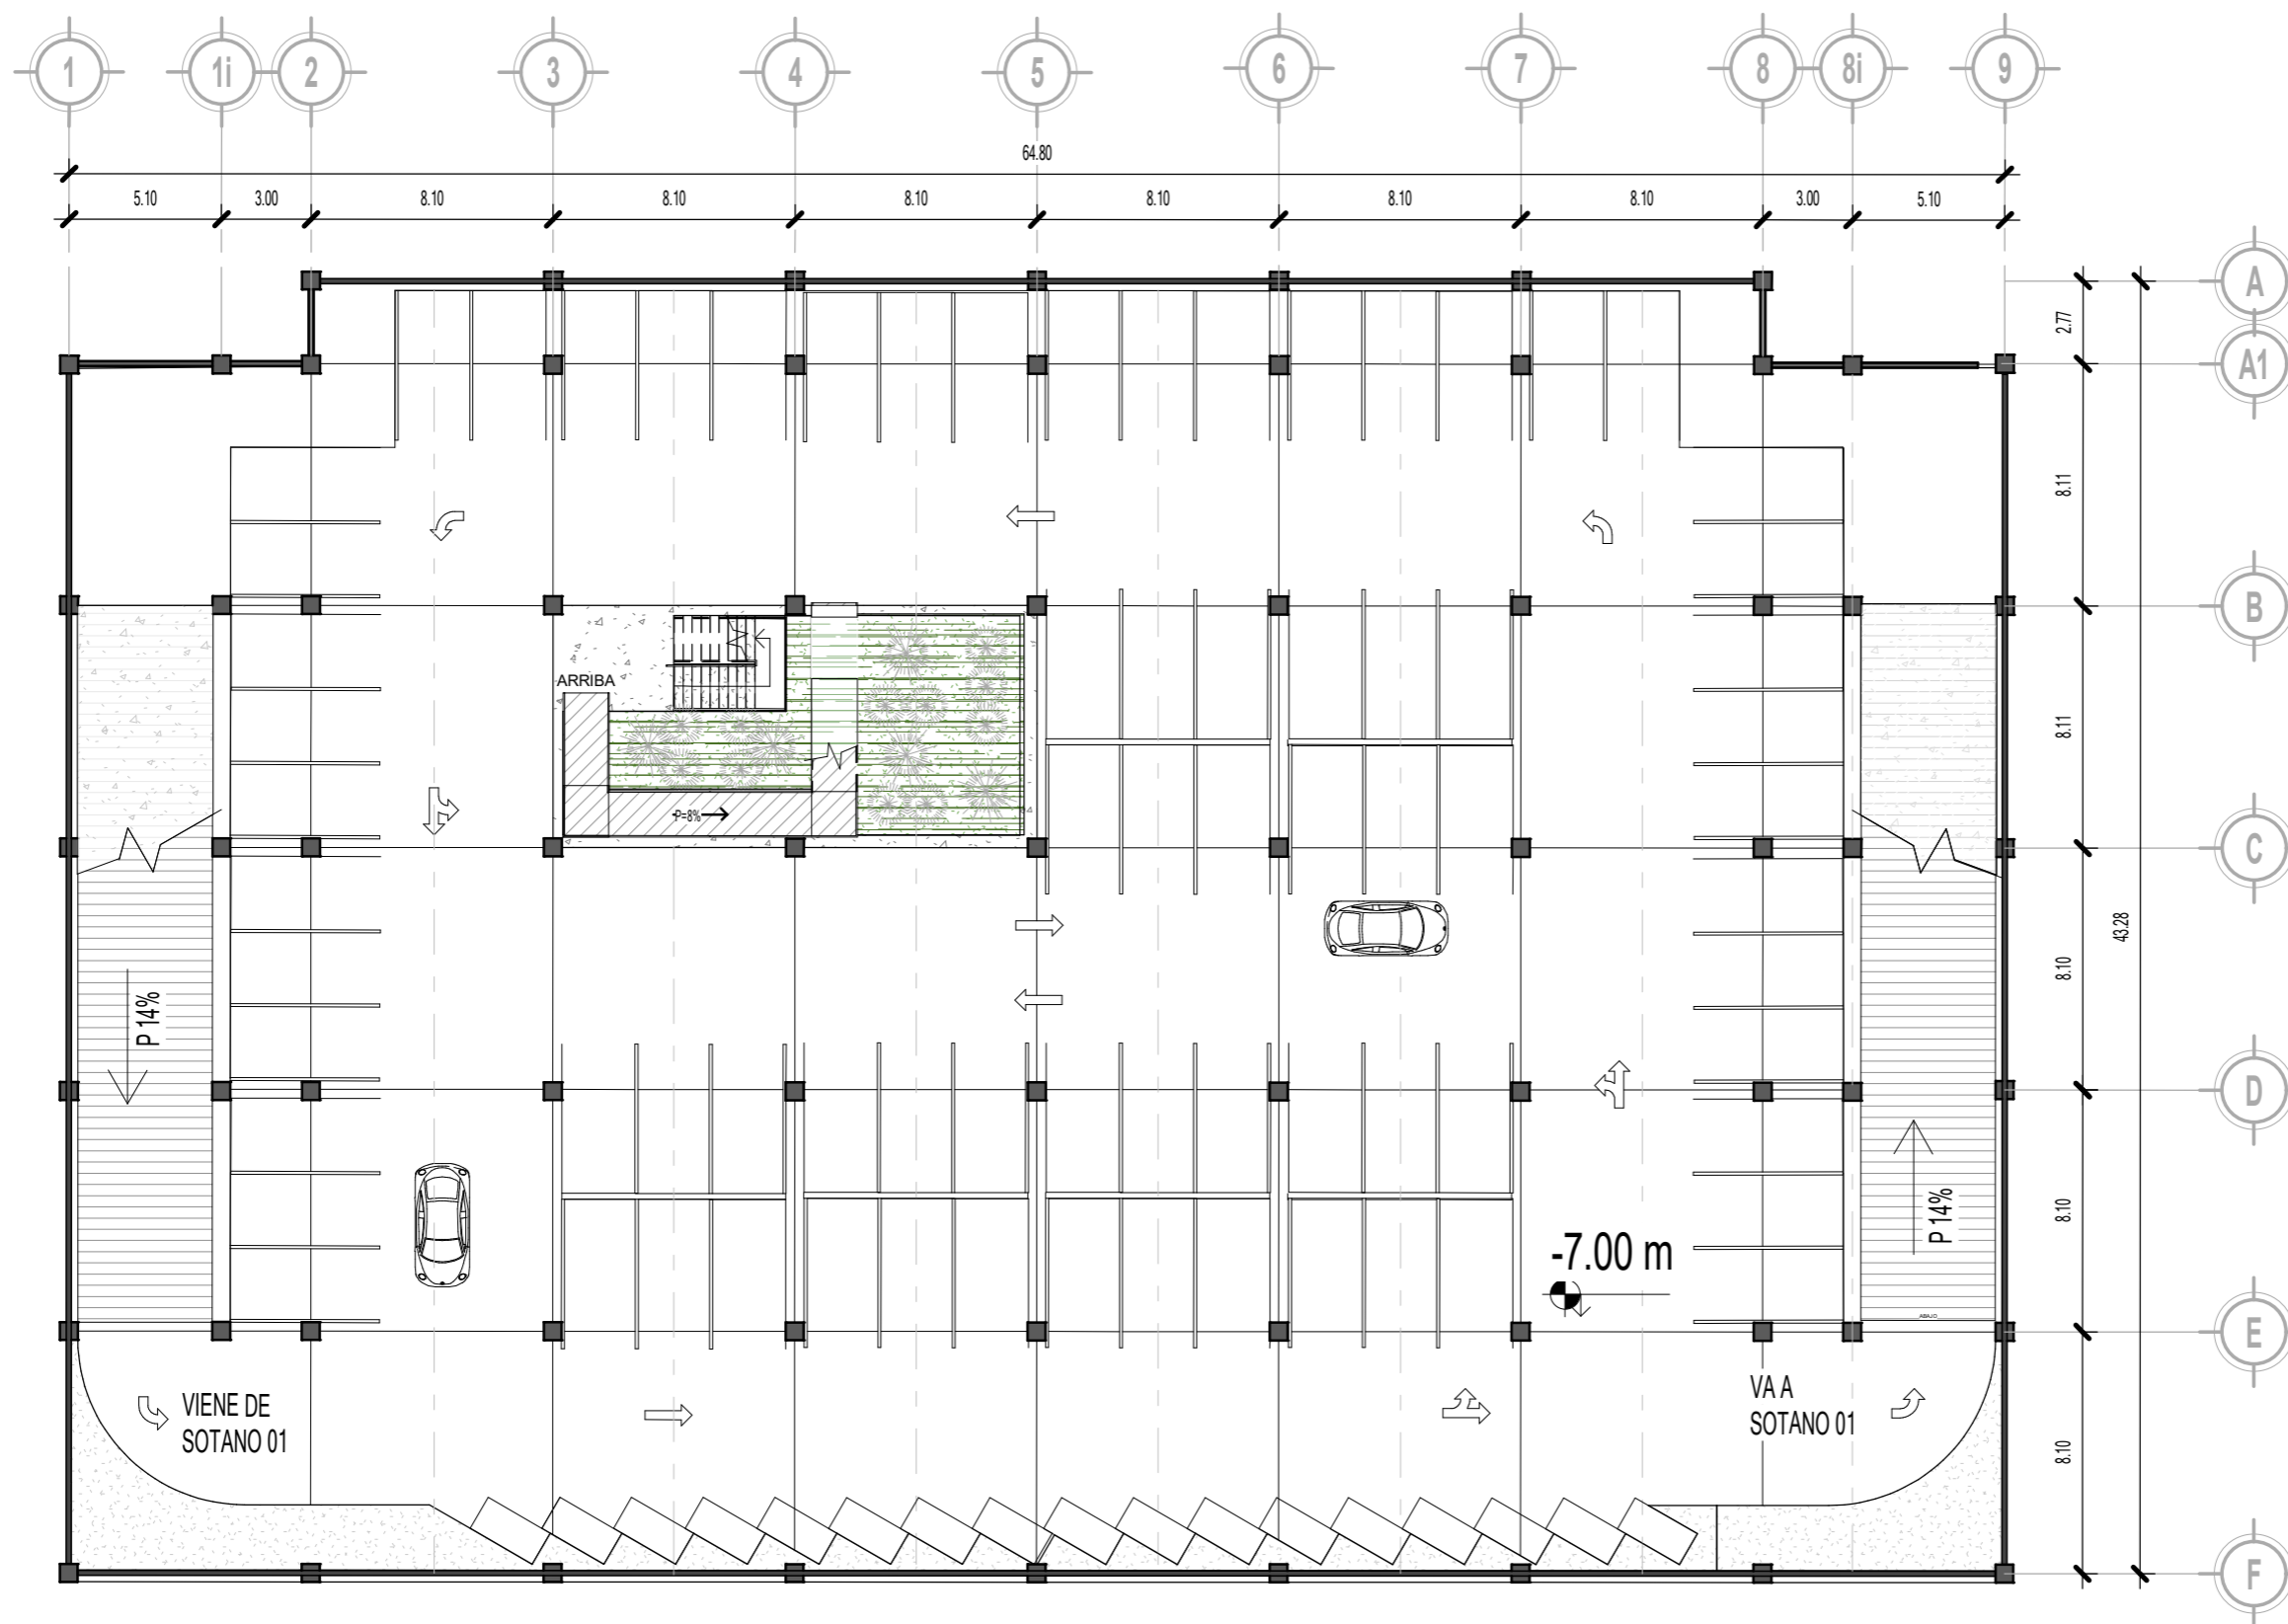 1 1i 2 3 4 5 6 7 8 8i 9
64.80
5.10 3.00 8.10 8.10 8.10 8.10 8.10 8.10 3.00 5.10
A
2.77
A1
8.11
B
ARRIBA
8.11
P=8%
C
43.28
8.10
P 14%
D
8.10
P 14%
-7.00 m
ABAJO
E
VIENE DE
SOTANO 01
VA A
SOTANO 01
8.10
F